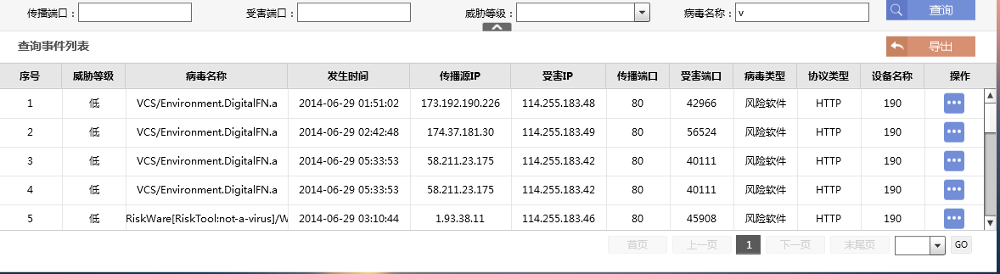 传播端口： 受害端口： 威胁等级： 病毒名称： v 查询
查询事件列表 导出
序号 威胁等级 病毒名称 发生时间 传播源IP 受害IP 传播端口 受害端口 病毒类型 协议类型 设备名称 操作
1 低 VCS/Environment.DigitalFN.a 2014-06-29 01:51:02 173.192.190.226 114.255.183.48 80 42966 风险软件 HTTP 190
2 低 VCS/Environment.DigitalFN.a 2014-06-29 02:42:48 174.37.181.30 114.255.183.49 80 56524 风险软件 HTTP 190
3 低 VCS/Environment.DigitalFN.a 2014-06-29 05:33:53 58.211.23.175 114.255.183.42 80 40111 风险软件 HTTP 190
4 低 VCS/Environment.DigitalFN.a 2014-06-29 05:33:53 58.211.23.175 114.255.183.42 80 40111 风险软件 HTTP 190
5 低 RiskWare[RiskTool:not-a-virus]/W 2014-06-29 03:10:44 1.93.38.11 114.255.183.46 80 45908 风险软件 HTTP 190
首页 上一页 1 下一页 末尾页 GO